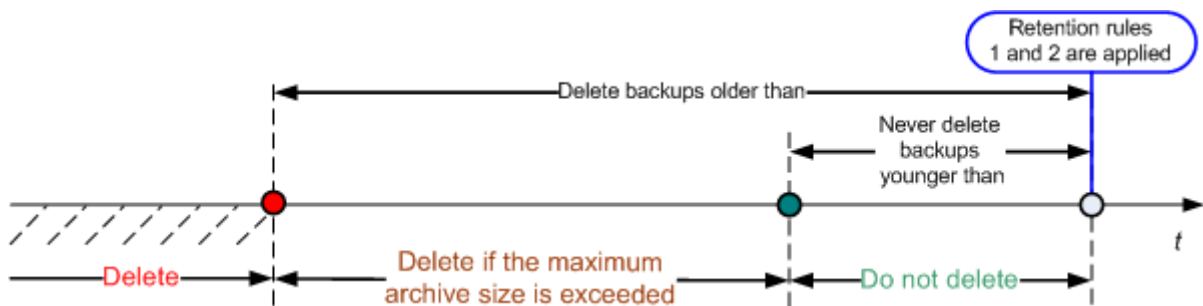 Retention rules
1 and 2 are applied
Delete backups older than
Never delete
backups
younger than
t
Delete
Delete if the maximum
archive size is exceeded
Do not delete